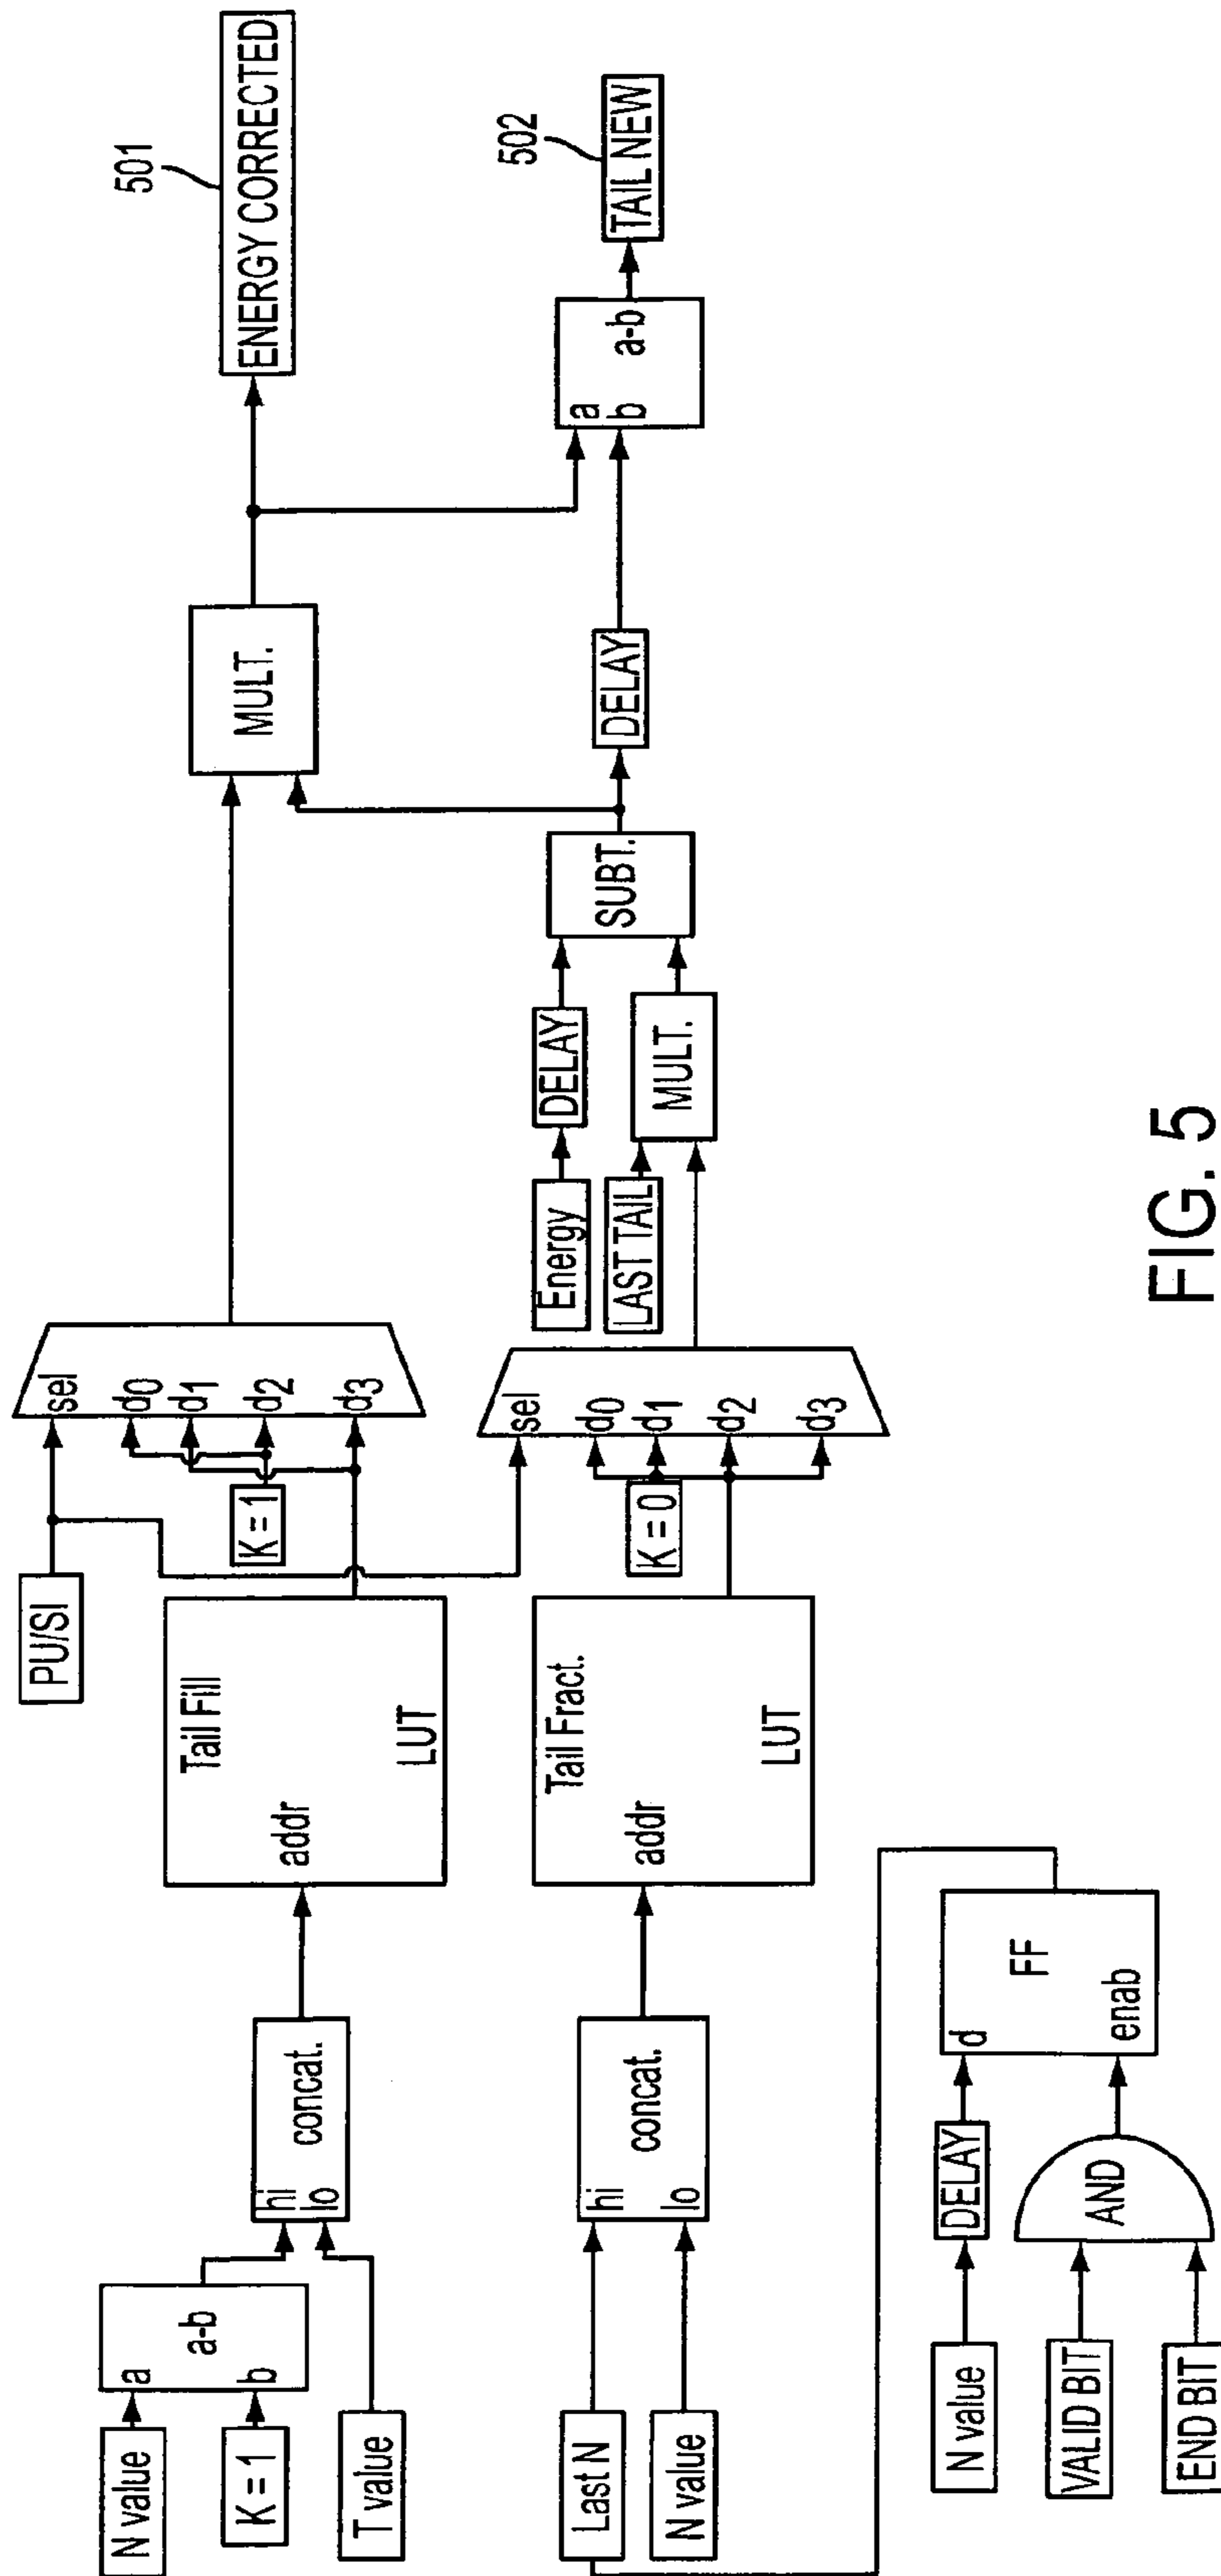 N value
K = 1
T value
a
b
a-b
hi
lo
concat.
addr
Tail Fill
LUT
PU/SI
K = 1
sel
d0
d1
d2
d3
MULT.
501
ENERGY CORRECTED
Last N
N value
hi
lo
concat.
addr
Tail Fract.
LUT
K = 0
sel
d0
d1
d2
d3
Energy
DELAY
LAST TAIL
MULT.
SUBT.
DELAY
a
b
a-b
502
TAIL NEW
N value
DELAY
VALID BIT
END BIT
AND
d
enab
FF
FIG. 5